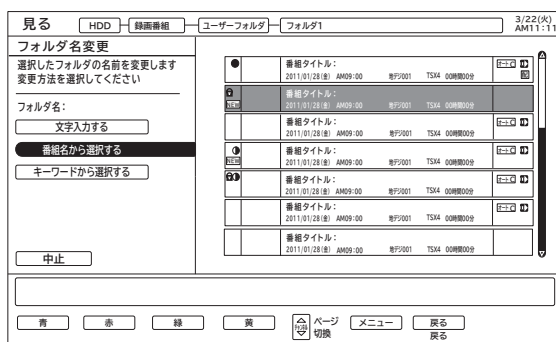 見る HDD 録画番組 ユーザーフォルダ フォルダ1 3/22(火)
AM11:11
フォルダ名変更
選択したフォルダの名前を変更します
変更方法を選択してください
フォルダ名:
文字入力する
番組名から選択する
キーワードから選択する
中止
番組タイトル:
2011/01/28(金) AM09:00 地デジ001 TSX4 00時間00分
番組タイトル:
NEW 2011/01/28(金) AM09:00 地デジ001 TSX4 00時間00分
番組タイトル:
2011/01/28(金) AM09:00 地デジ001 TSX4 00時間00分
番組タイトル:
NEW 2011/01/28(金) AM09:00 地デジ001 TSX4 00時間00分
番組タイトル:
2011/01/28(金) AM09:00 地デジ001 TSX4 00時間00分
番組タイトル:
2011/01/28(金) AM09:00 地デジ001 TSX4 00時間00分
番組タイトル:
2011/01/28(金) AM09:00 地デジ001 TSX4 00時間00分
青 赤 緑 黄 チャンネル ページ切換 メニュー 戻る
戻る